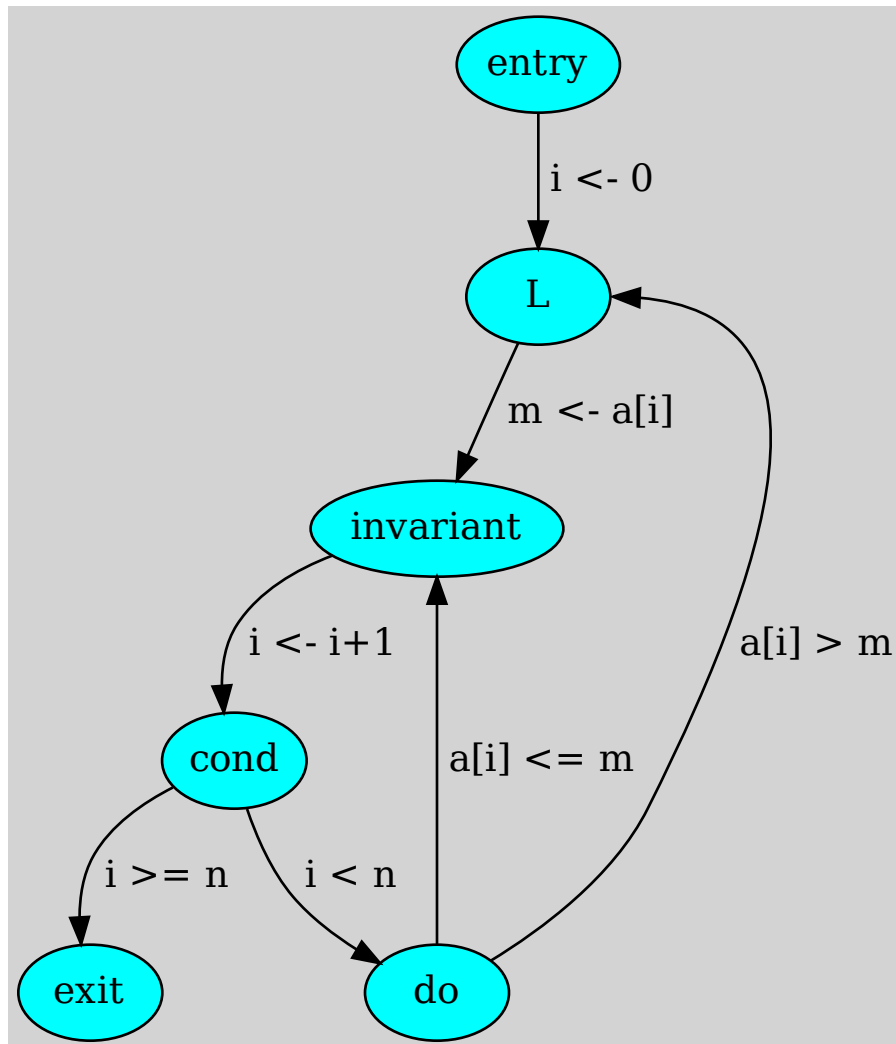 entry
i <- 0
L
m <- a[i]
invariant
i <- i+1
a[i] > m
cond
a[i] <= m
i >= n
i < n
exit
do